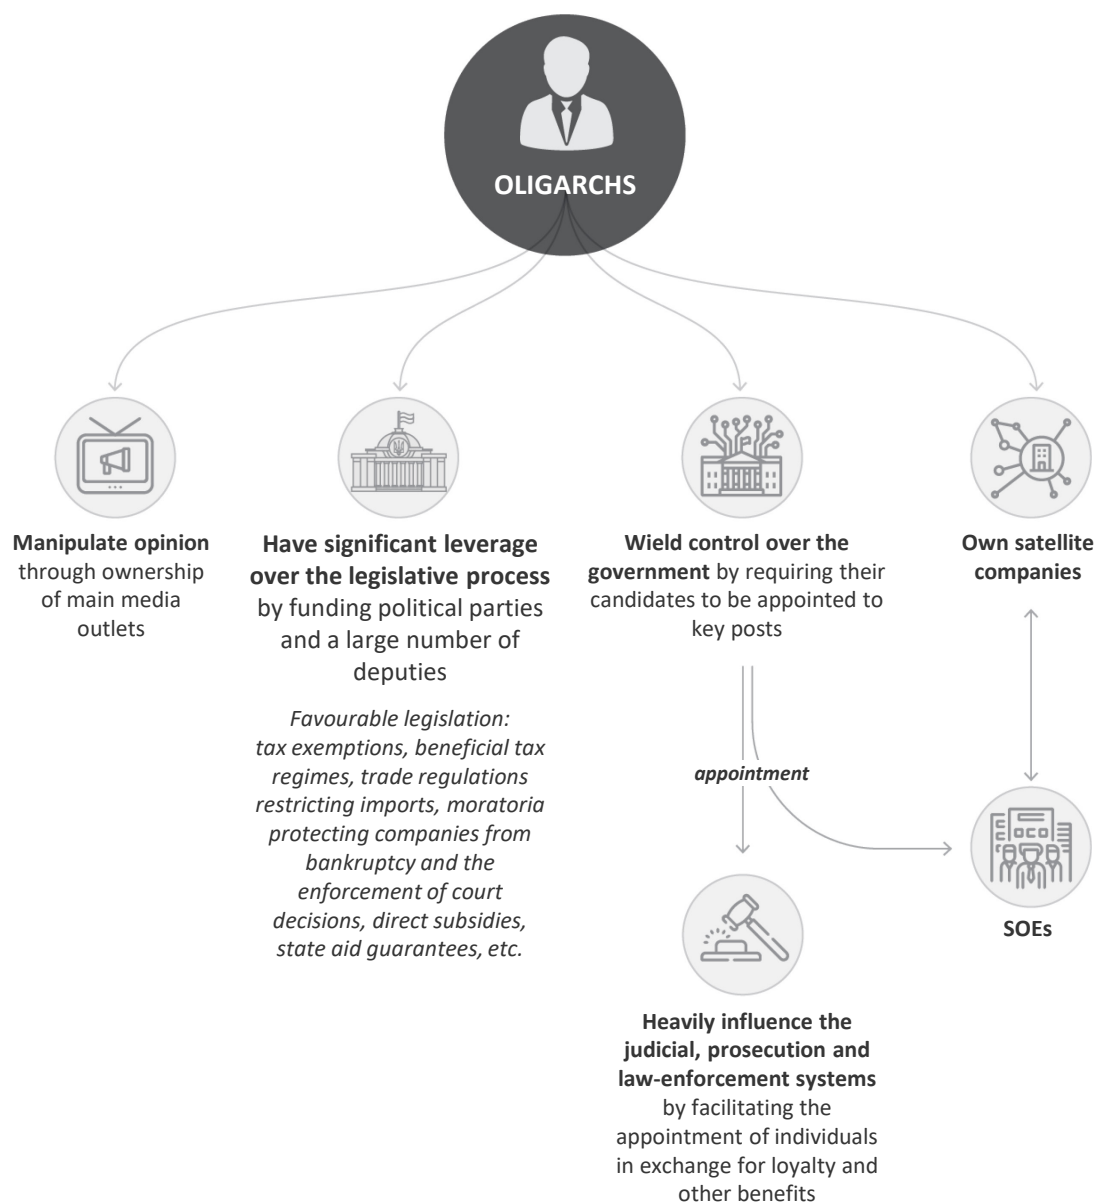 OLIGARCHS
Manipulate opinion
through ownership
of main media
outlets
Have significant leverage
over the legislative process
by funding political parties
and a large number of
deputies
Favourable legislation:
tax exemptions, beneficial tax
regimes, trade regulations
restricting imports, moratoria
protecting companies from
bankruptcy and the
enforcement of court
decisions, direct subsidies,
state aid guarantees, etc.
Wield control over the
government by requiring their
candidates to be appointed to
key posts
Own satellite
companies
appointment
SOEs
Heavily influence the
judicial, prosecution and
law-enforcement systems
by facilitating the
appointment of individuals
in exchange for loyalty and
other benefits